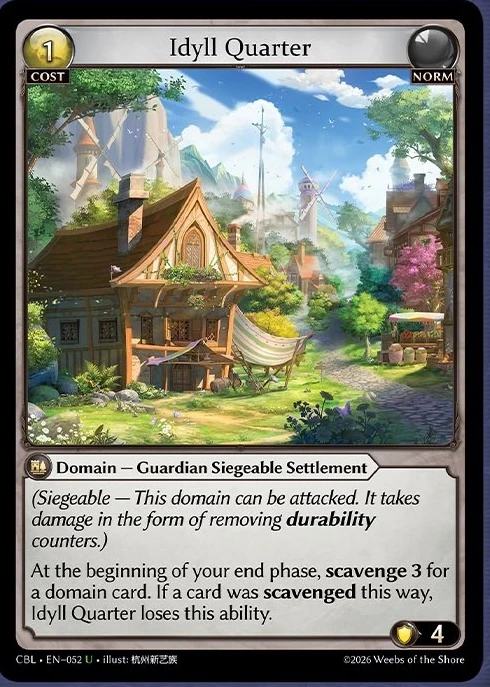 1
Idyll Quarter
COST
NORM
Domain — Guardian Siegeable Settlement
(Siegeable — This domain can be attacked. It takes
damage in the form of removing durability
counters.)
At the beginning of your end phase, scavenge 3 for
a domain card. If a card was scavenged this way,
Idyll Quarter loses this ability.
4
CBL • EN-052 U • illust: 杭州新艺族
©2026 Weebs of the Shore